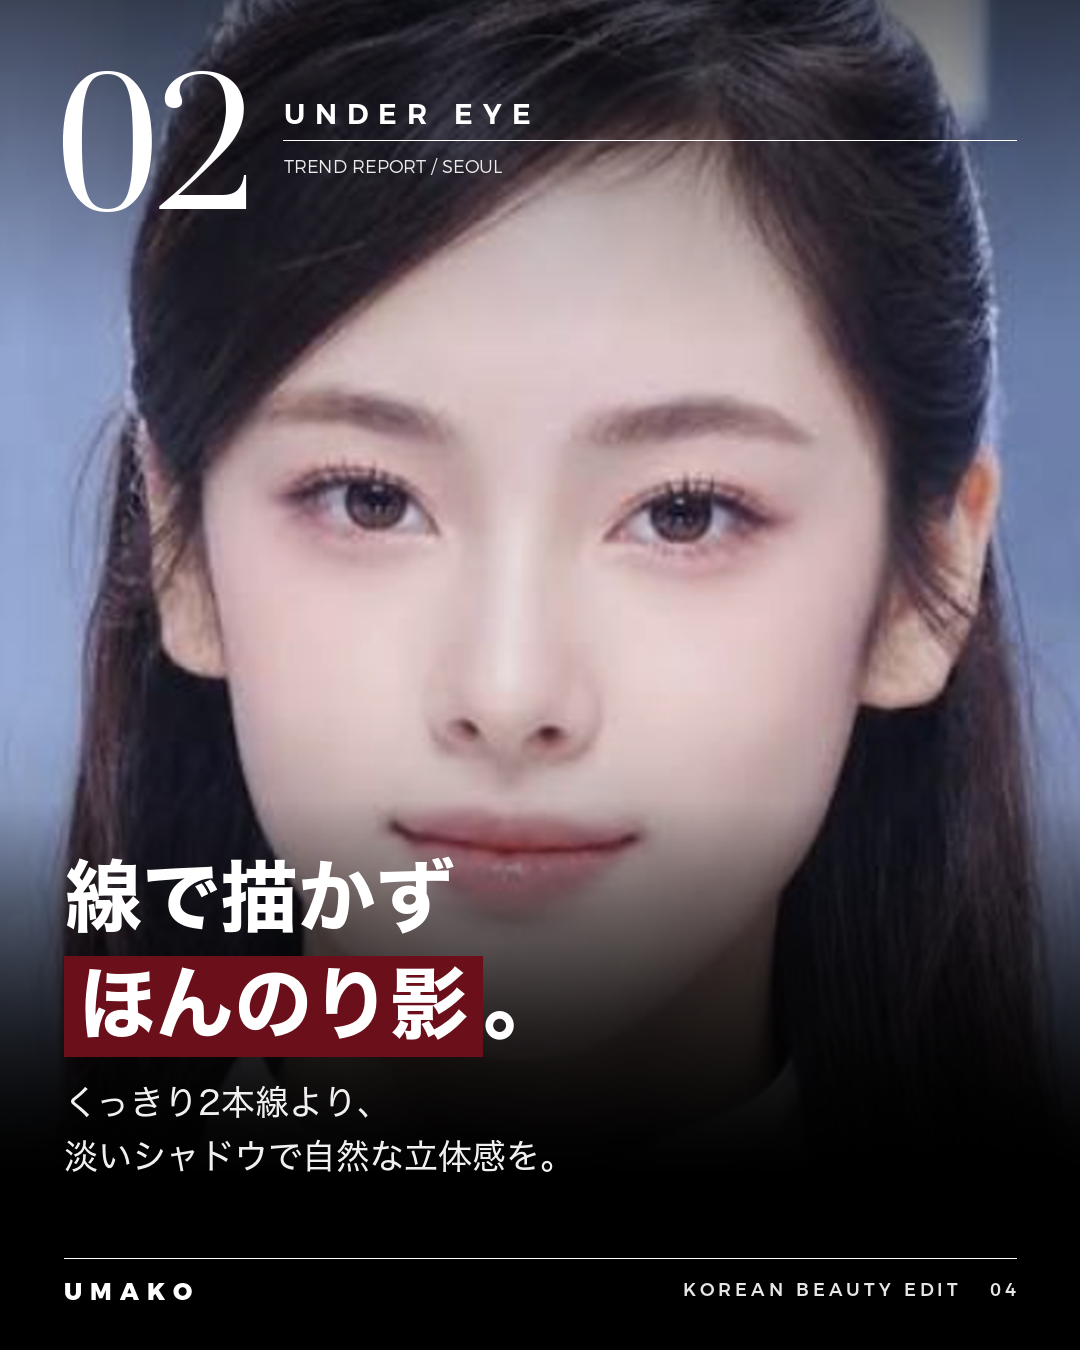 02
UNDER EYE
TREND REPORT / SEOUL
線で描かず
ほんのり影。
くっきり2本線より、
淡いシャドウで自然な立体感を。
UMAKO
KOREAN BEAUTY EDIT 04